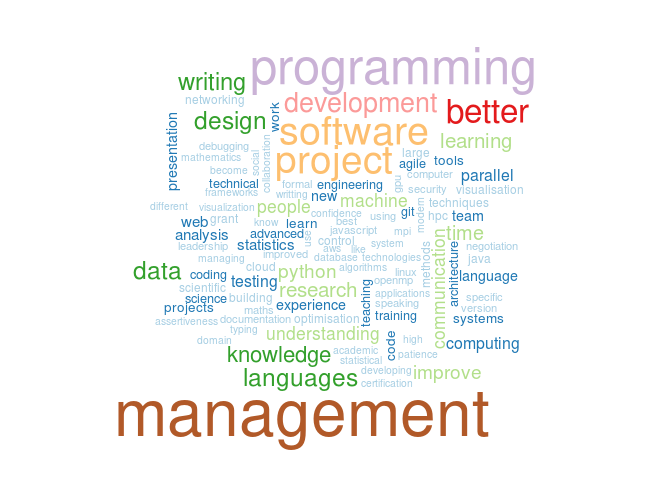 programming
writing
networking
development
better
work
presentation
design
software
learning
debugging
mathematics
social
collaboration
project
large
agile
tools
become
technical
frameworks
formal
engineering
writting
new
gpu
computer
parallel
security
visualisation
different
visualization
people
machine
techniques
confidence
using
git
modem
hpc
team
web
grant
know
learn
best
javascript
mpi
time
analysis
advanced
use
control
leadership
statistics
aws
like
system
methods
communication
architecture
negotiation
managing
improved
database
technologies
java
data
coding
cloud
python
algorithms
linux
language
scientific
testing
research
openmp
applications
science
building
teaching
specific
projects
maths
experience
speaking
version
assertiveness
documentation
optimisation
training
systems
typing
understanding
code
high
domain
knowledge
academic
statistical
patience
computing
languages
developing
certification
improve
management